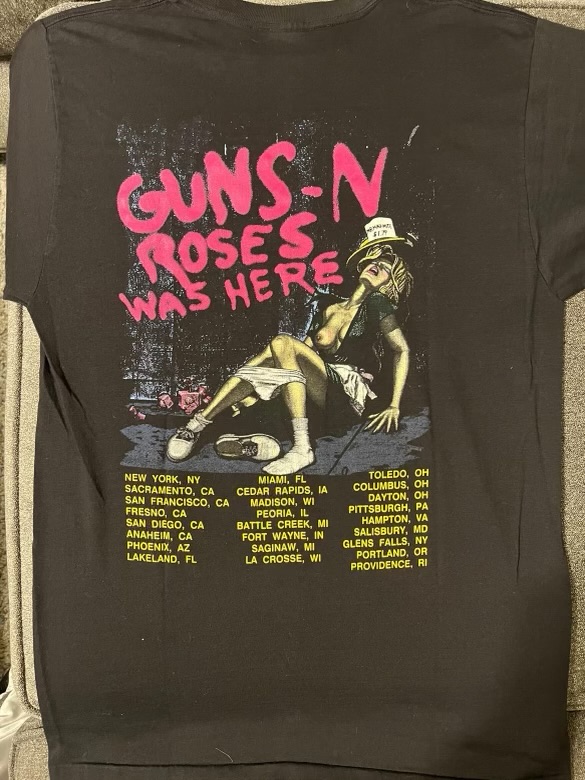 GUNS-N
ROSES
WAS HERE
$1.79
NEW YORK, NY
SACRAMENTO, CA
SAN FRANCISCO, CA
FRESNO, CA
SAN DIEGO, CA
ANAHEIM, CA
PHOENIX, AZ
LAKELAND, FL
MIAMI, FL
CEDAR RAPIDS, IA
MADISON, WI
PEORIA, IL
BATTLE CREEK, MI
FORT WAYNE, IN
SAGINAW, MI
LA CROSSE, WI
TOLEDO, OH
COLUMBUS, OH
DAYTON, OH
PITTSBURGH, PA
HAMPTON, VA
SALISBURY, MD
GLENS FALLS, NY
PORTLAND, OR
PROVIDENCE, RI